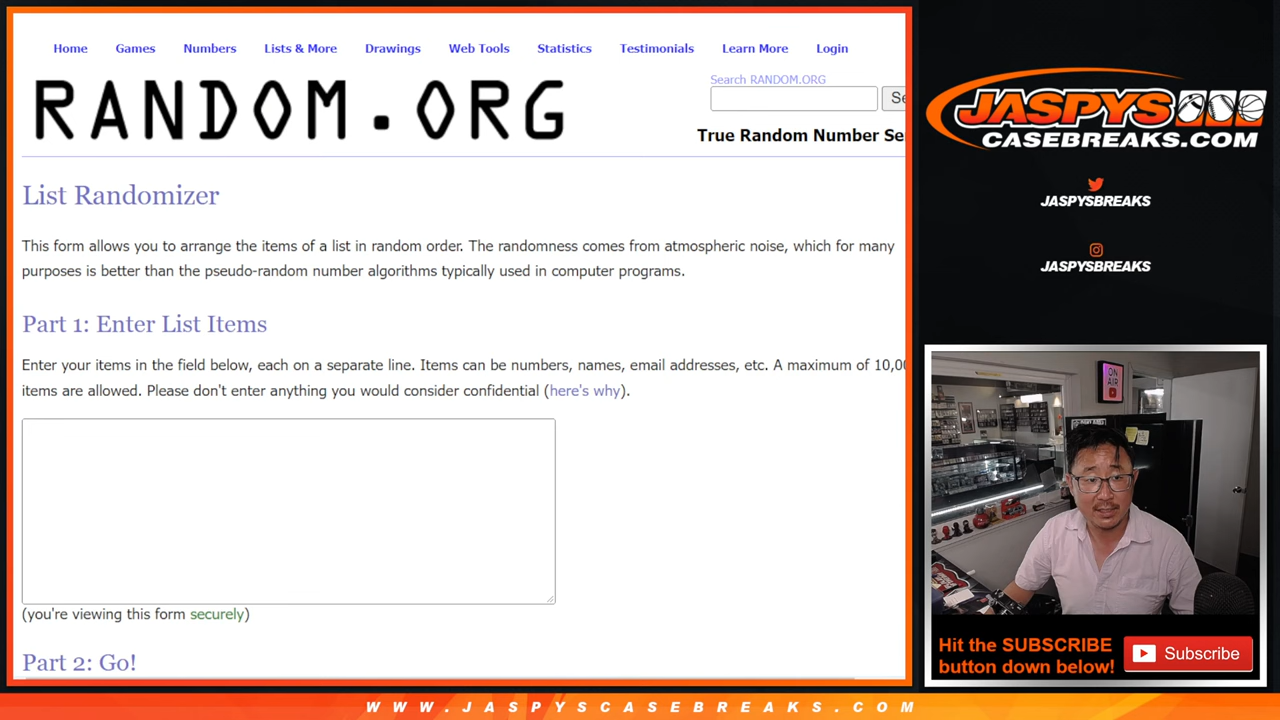 Home Games Numbers Lists & More Drawings Web Tools Statistics Testimonials Learn More Login
RANDOM.ORG
Search RANDOM.ORG
Se
True Random Number Se
List Randomizer
This form allows you to arrange the items of a list in random order. The randomness comes from atmospheric noise, which for many
purposes is better than the pseudo-random number algorithms typically used in computer programs.
Part 1: Enter List Items
Enter your items in the field below, each on a separate line. Items can be numbers, names, email addresses, etc. A maximum of 10,00
items are allowed. Please don't enter anything you would consider confidential (here's why).
(you're viewing this form securely)
Part 2: Go!
JASPYS
CASEBREAKS.COM
JASPYSBREAKS
JASPYSBREAKS
ON
AIR
Hit the SUBSCRIBE
button down below!
Subscribe
WWW.JASPYSCASEBREAKS.COM